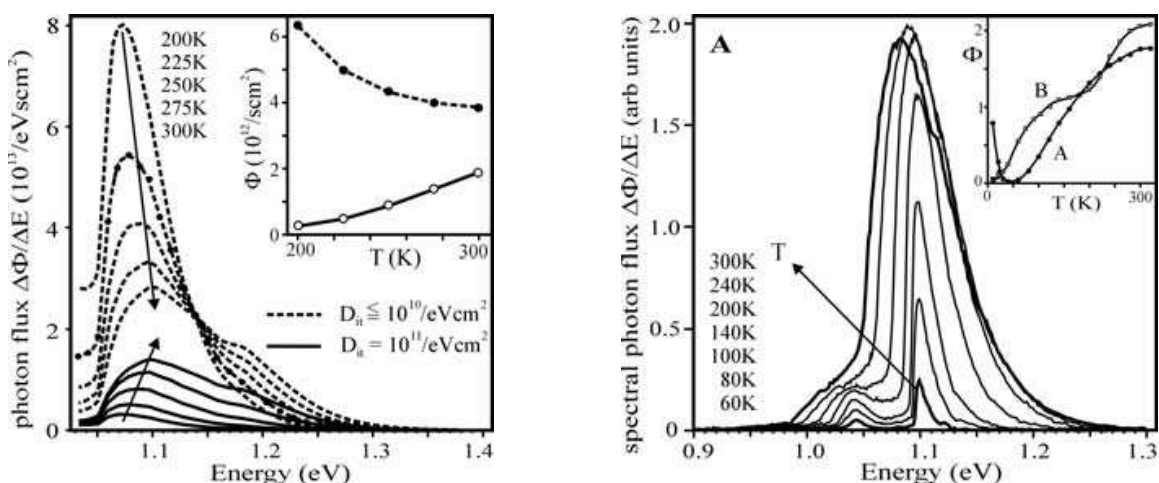 photon flux ΔΦ/ΔE (10¹³/eVscm²)
8
6
4
2
0
1.1
1.2
1.3
1.4
Energy (eV)
200K
225K
250K
275K
300K
Φ (10¹²/scm²)
6
4
2
0
200
300
T (K)
D_it ≦ 10¹⁰/eVcm²
D_it = 10¹¹/eVcm²
spectral photon flux ΔΦ/ΔE (arb units)
2.0
1.5
1.0
0.5
0
0.9
1.0
1.1
1.2
1.3
Energy (eV)
A
T
300K
240K
200K
140K
100K
80K
60K
Φ
2
1
0
B
A
0
T (K)
300